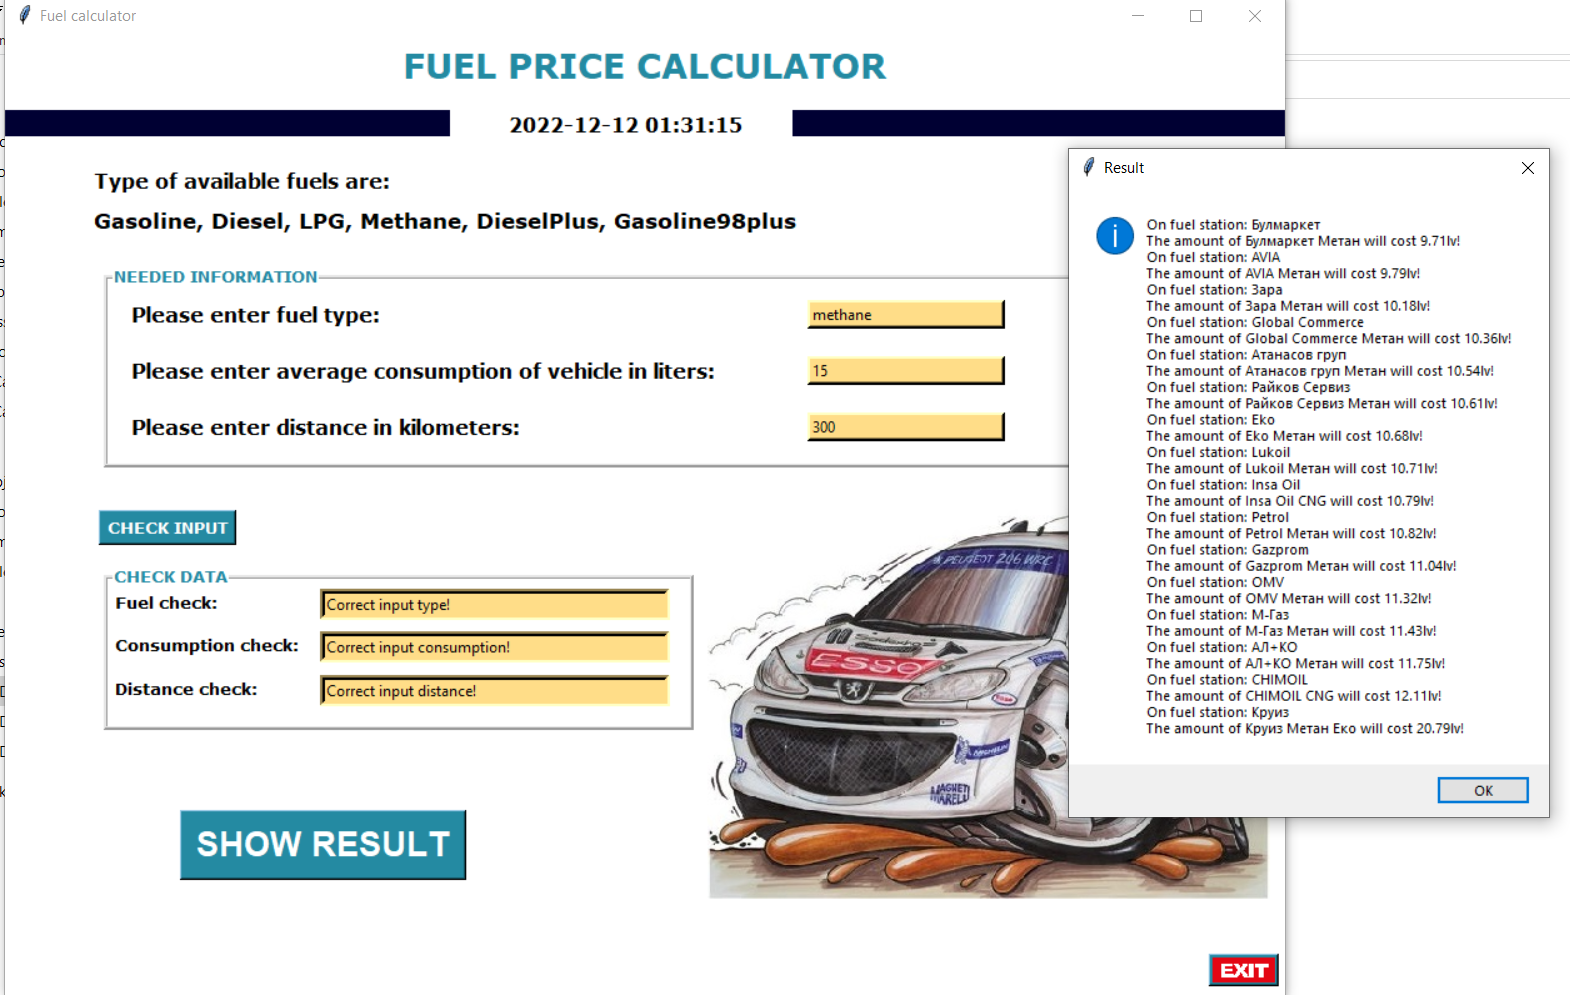 Fuel calculator
FUEL PRICE CALCULATOR
2022-12-12 01:31:15
Type of available fuels are:
Gasoline, Diesel, LPG, Methane, DieselPlus, Gasoline98plus
NEEDED INFORMATION
Please enter fuel type:
methane
Please enter average consumption of vehicle in liters:
15
Please enter distance in kilometers:
300
CHECK INPUT
CHECK DATA
Fuel check:
Correct input type!
Consumption check:
Correct input consumption!
Distance check:
Correct input distance!
SHOW RESULT
PEUGEOT 206 WRC
ESSO
Esso
MICHELIN
MAGNETI
MARELLI
EXIT
Result
On fuel station: Булмаркет
The amount of Булмаркет Метан will cost 9.71lv!
On fuel station: AVIA
The amount of AVIA Метан will cost 9.79lv!
On fuel station: Зара
The amount of Зара Метан will cost 10.18lv!
On fuel station: Global Commerce
The amount of Global Commerce Метан will cost 10.36lv!
On fuel station: Атанасов груп
The amount of Атанасов груп Метан will cost 10.54lv!
On fuel station: Райков Сервиз
The amount of Райков Сервиз Метан will cost 10.61lv!
On fuel station: Eko
The amount of Eko Метан will cost 10.68lv!
On fuel station: Lukoil
The amount of Lukoil Метан will cost 10.71lv!
On fuel station: Insa Oil
The amount of Insa Oil CNG will cost 10.79lv!
On fuel station: Petrol
The amount of Petrol Метан will cost 10.82lv!
On fuel station: Gazprom
The amount of Gazprom Метан will cost 11.04lv!
On fuel station: OMV
The amount of OMV Метан will cost 11.32lv!
On fuel station: М-Газ
The amount of М-Газ Метан will cost 11.43lv!
On fuel station: АЛ+КО
The amount of АЛ+КО Метан will cost 11.75lv!
On fuel station: CHIMOIL
The amount of CHIMOIL CNG will cost 12.11lv!
On fuel station: Круиз
The amount of Круиз Метан Еко will cost 20.79lv!
OK